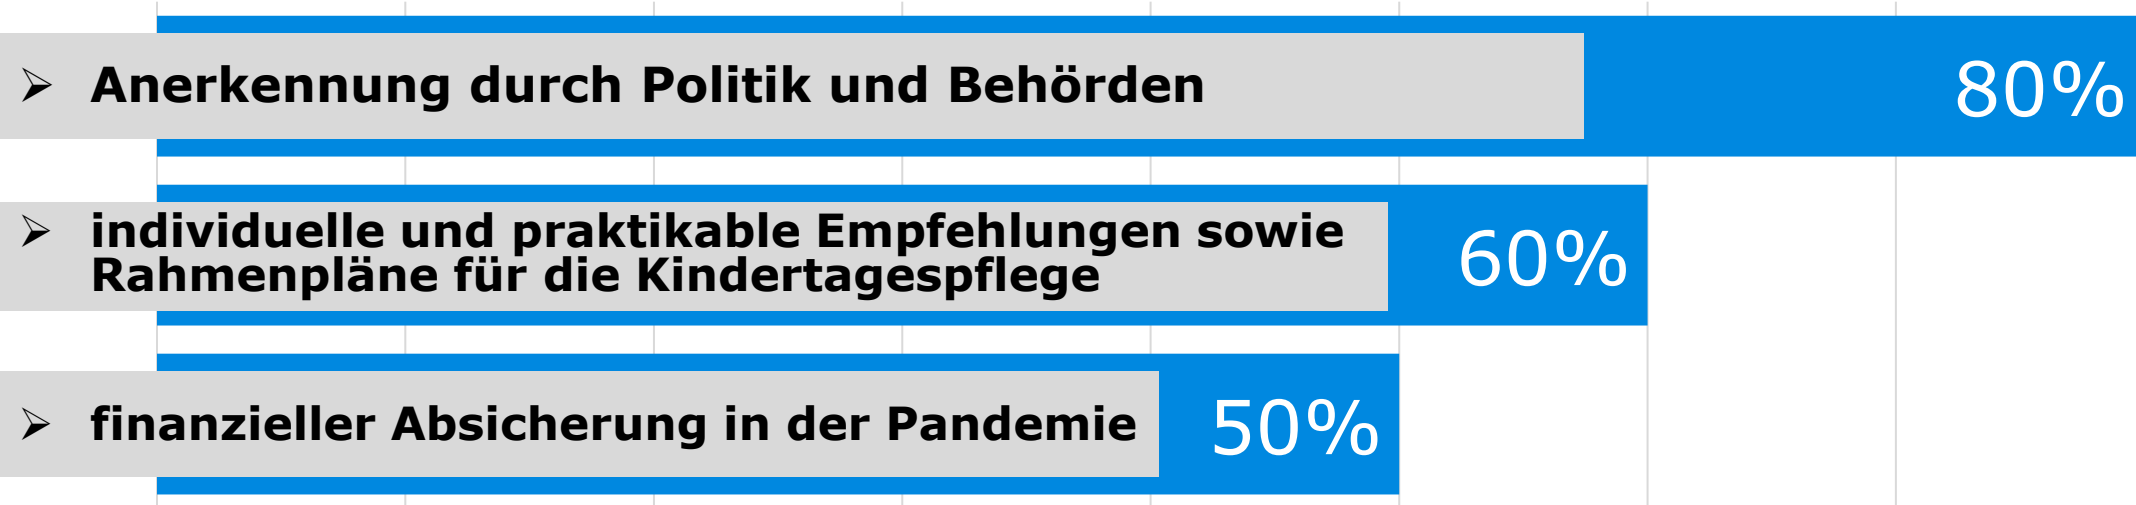 ➢ Anerkennung durch Politik und Behörden 80%
➢ individuelle und praktikable Empfehlungen sowie
Rahmenpläne für die Kindertagespflege 60%
➢ finanzieller Absicherung in der Pandemie 50%